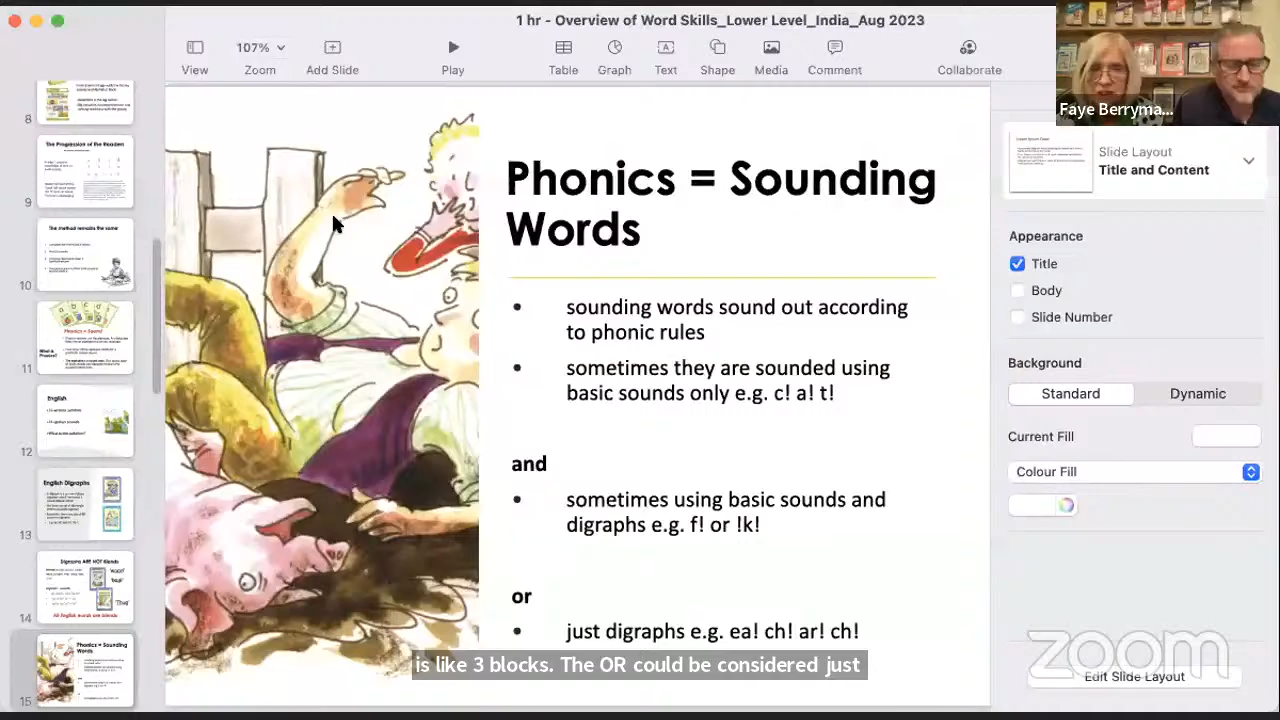 1 hr - Overview of Word Skills_Lower Level_India_Aug 2023
107%
View
Zoom
Add Slide
Play
Table
Graph
Text
Shape
Media
Comment
Collaborate
Faye Berryma...
8
The Progression of the Readers
9
The method remains the same!
10
Phonics = Sound
What is
Phonics?
11
English
12
English Digraphs
13
Digraphs ARE NOT Blends
14
Phonics = Sounding
Words
15
Phonics = Sounding
Words
• sounding words sound out according
to phonic rules
• sometimes they are sounded using
basic sounds only e.g. c! a! t!
and
• sometimes using basic sounds and
digraphs e.g. f! or !k!
or
• just digraphs e.g. ea! ch! ar! ch!
is like 3 blocks. The OR could be considered just
Slide Layout
Title and Content
Appearance
Title
Body
Slide Number
Background
Standard
Dynamic
Current Fill
Colour Fill
zoom
Edit Slide Layout